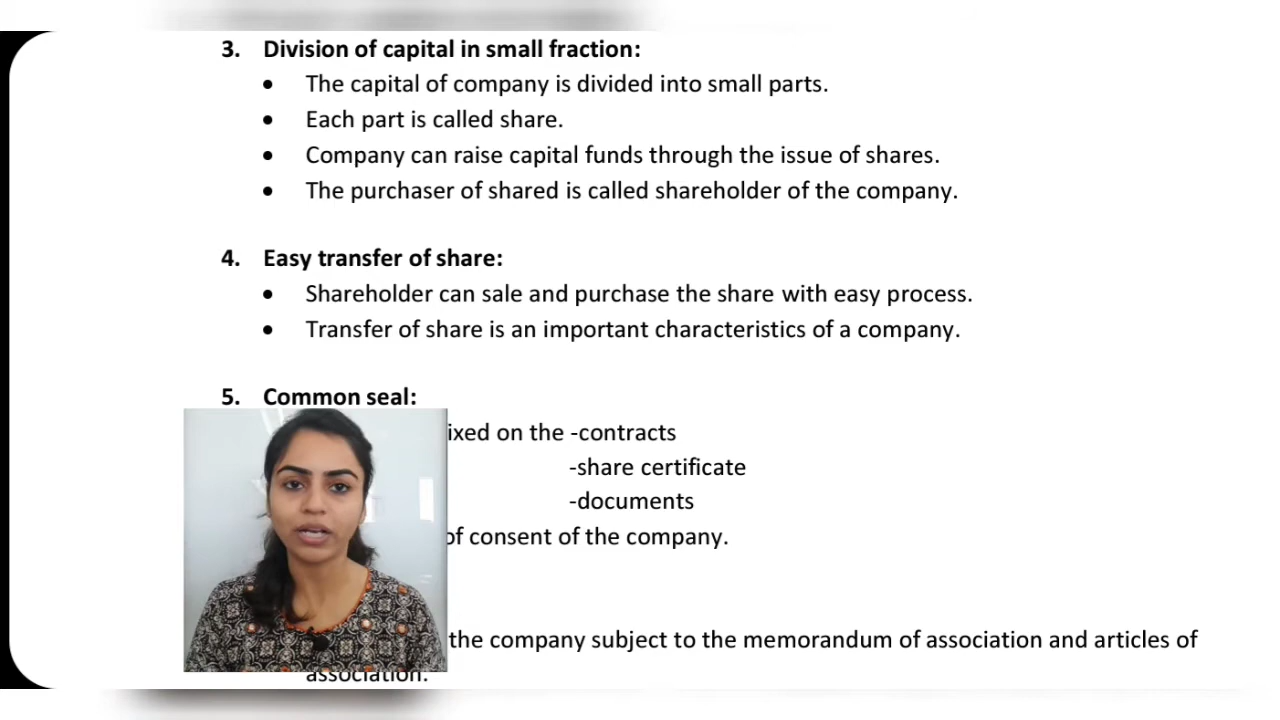 3. Division of capital in small fraction:
• The capital of company is divided into small parts.
• Each part is called share.
• Company can raise capital funds through the issue of shares.
• The purchaser of shared is called shareholder of the company.
4. Easy transfer of share:
• Shareholder can sale and purchase the share with easy process.
• Transfer of share is an important characteristics of a company.
5. Common seal:
ixed on the -contracts
-share certificate
-documents
of consent of the company.
the company subject to the memorandum of association and articles of
association.